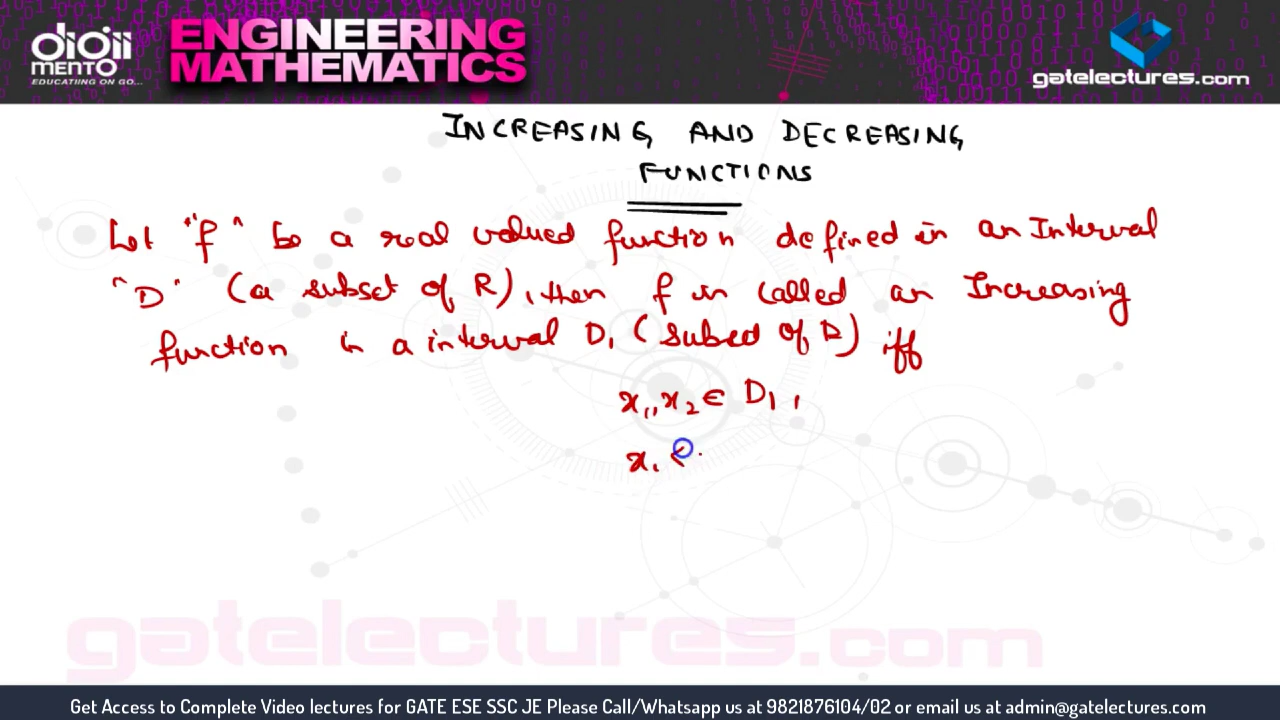 DIGII
MENTO
EDUCATIING ON GO...
ENGINEERING
MATHEMATICS
gatelectures.com
INCREASING AND DECREASING
FUNCTIONS
Let "f" be a real valued function defined in an Interval
"D" (a subset of R), then f is called an Increasing
function in a interval D1 (subset of D) iff
x1, x2 ∈ D1,
x1 <
gatelectures.com
Get Access to Complete Video lectures for GATE ESE SSC JE Please Call/Whatsapp us at 9821876104/02 or email us at admin@gatelectures.com